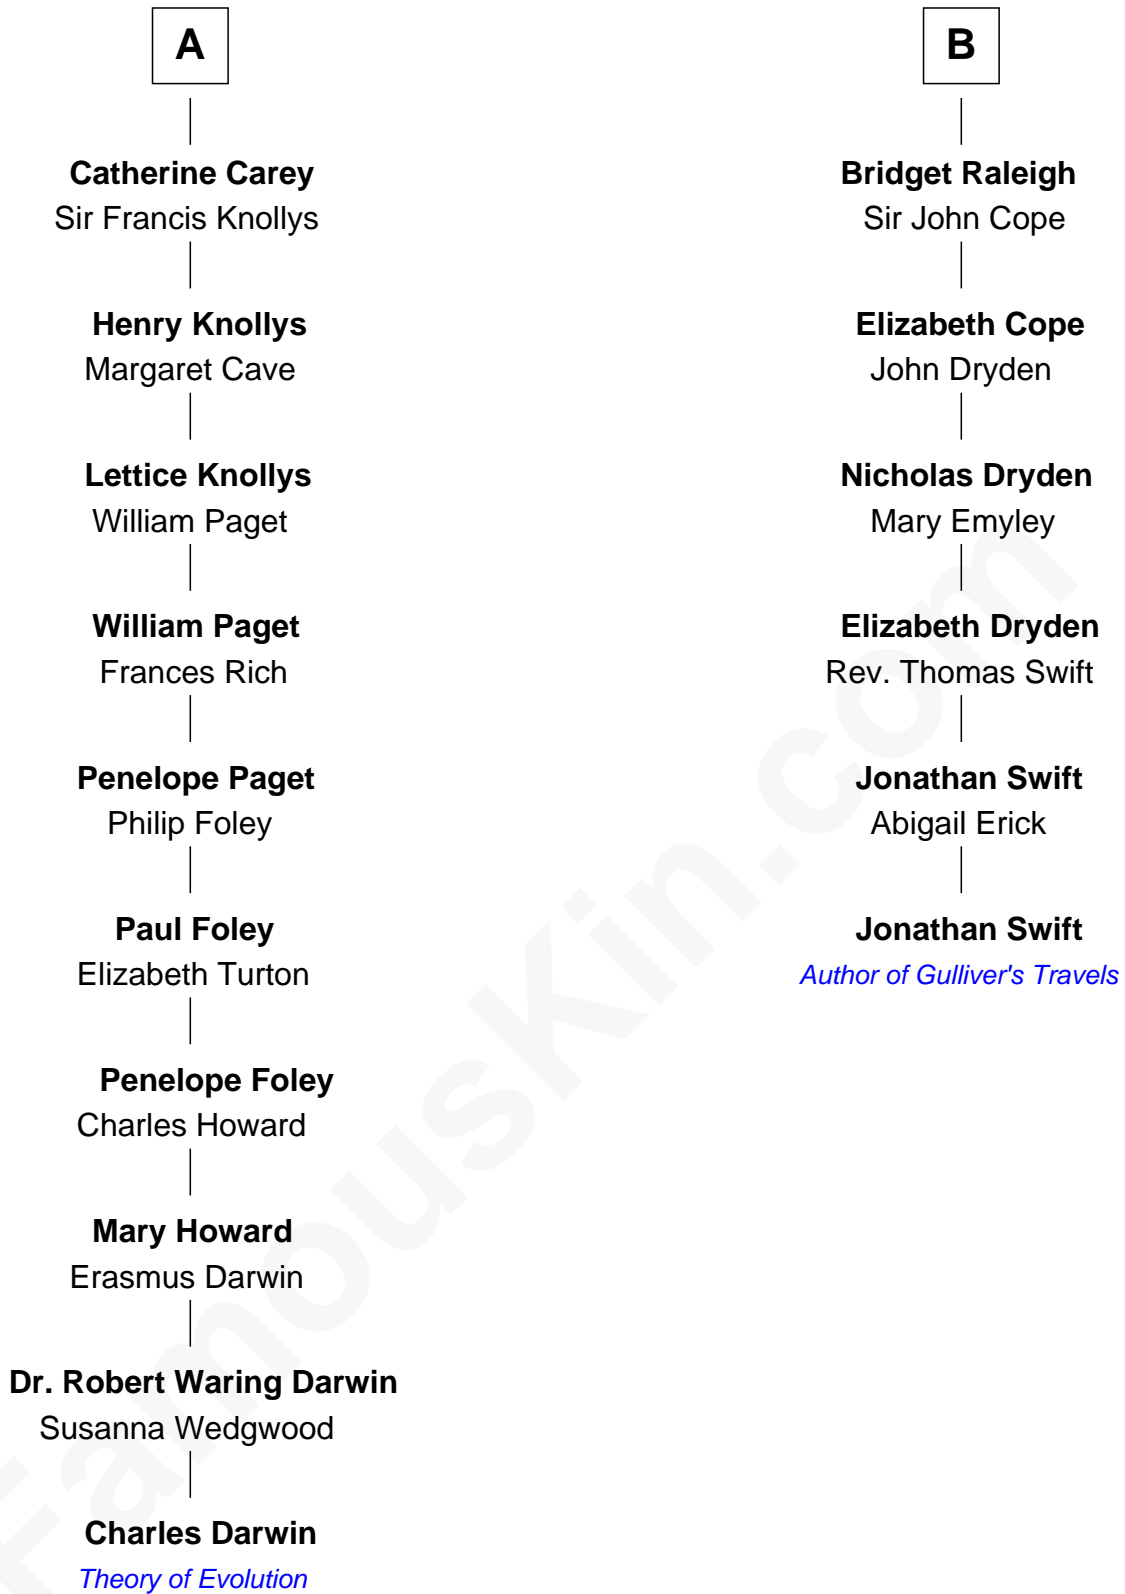 A
Catherine Carey
Sir Francis Knollys
Henry Knollys
Margaret Cave
Lettice Knollys
William Paget
William Paget
Frances Rich
Penelope Paget
Philip Foley
Paul Foley
Elizabeth Turton
Penelope Foley
Charles Howard
Mary Howard
Erasmus Darwin
Dr. Robert Waring Darwin
Susanna Wedgwood
Charles Darwin
Theory of Evolution
B
Bridget Raleigh
Sir John Cope
Elizabeth Cope
John Dryden
Nicholas Dryden
Mary Emyley
Elizabeth Dryden
Rev. Thomas Swift
Jonathan Swift
Abigail Erick
Jonathan Swift
Author of Gulliver's Travels
FamousKin.com